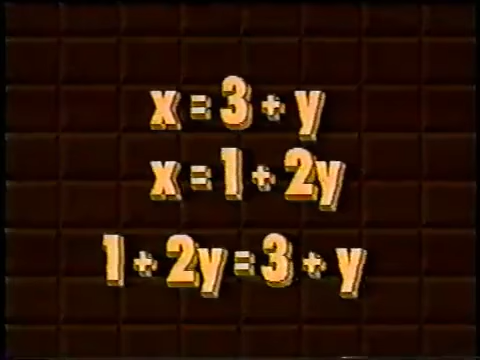 x = 3 + y
x = 1 + 2y
1 + 2y = 3 + y